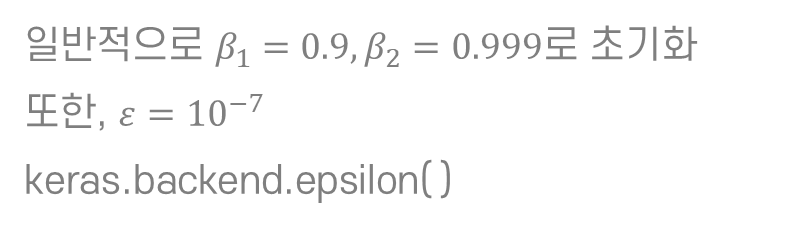 일반적으로 β₁ = 0.9, β₂ = 0.999로 초기화
또한, ε = 10⁻⁷
keras.backend.epsilon()